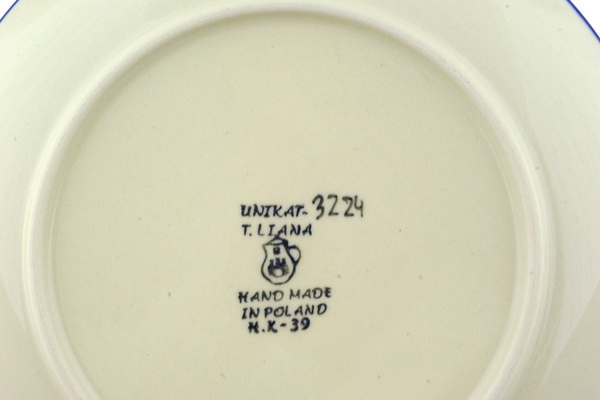 UNIKAT-3224
T. LIANA
HAND MADE
IN POLAND
H.K-39